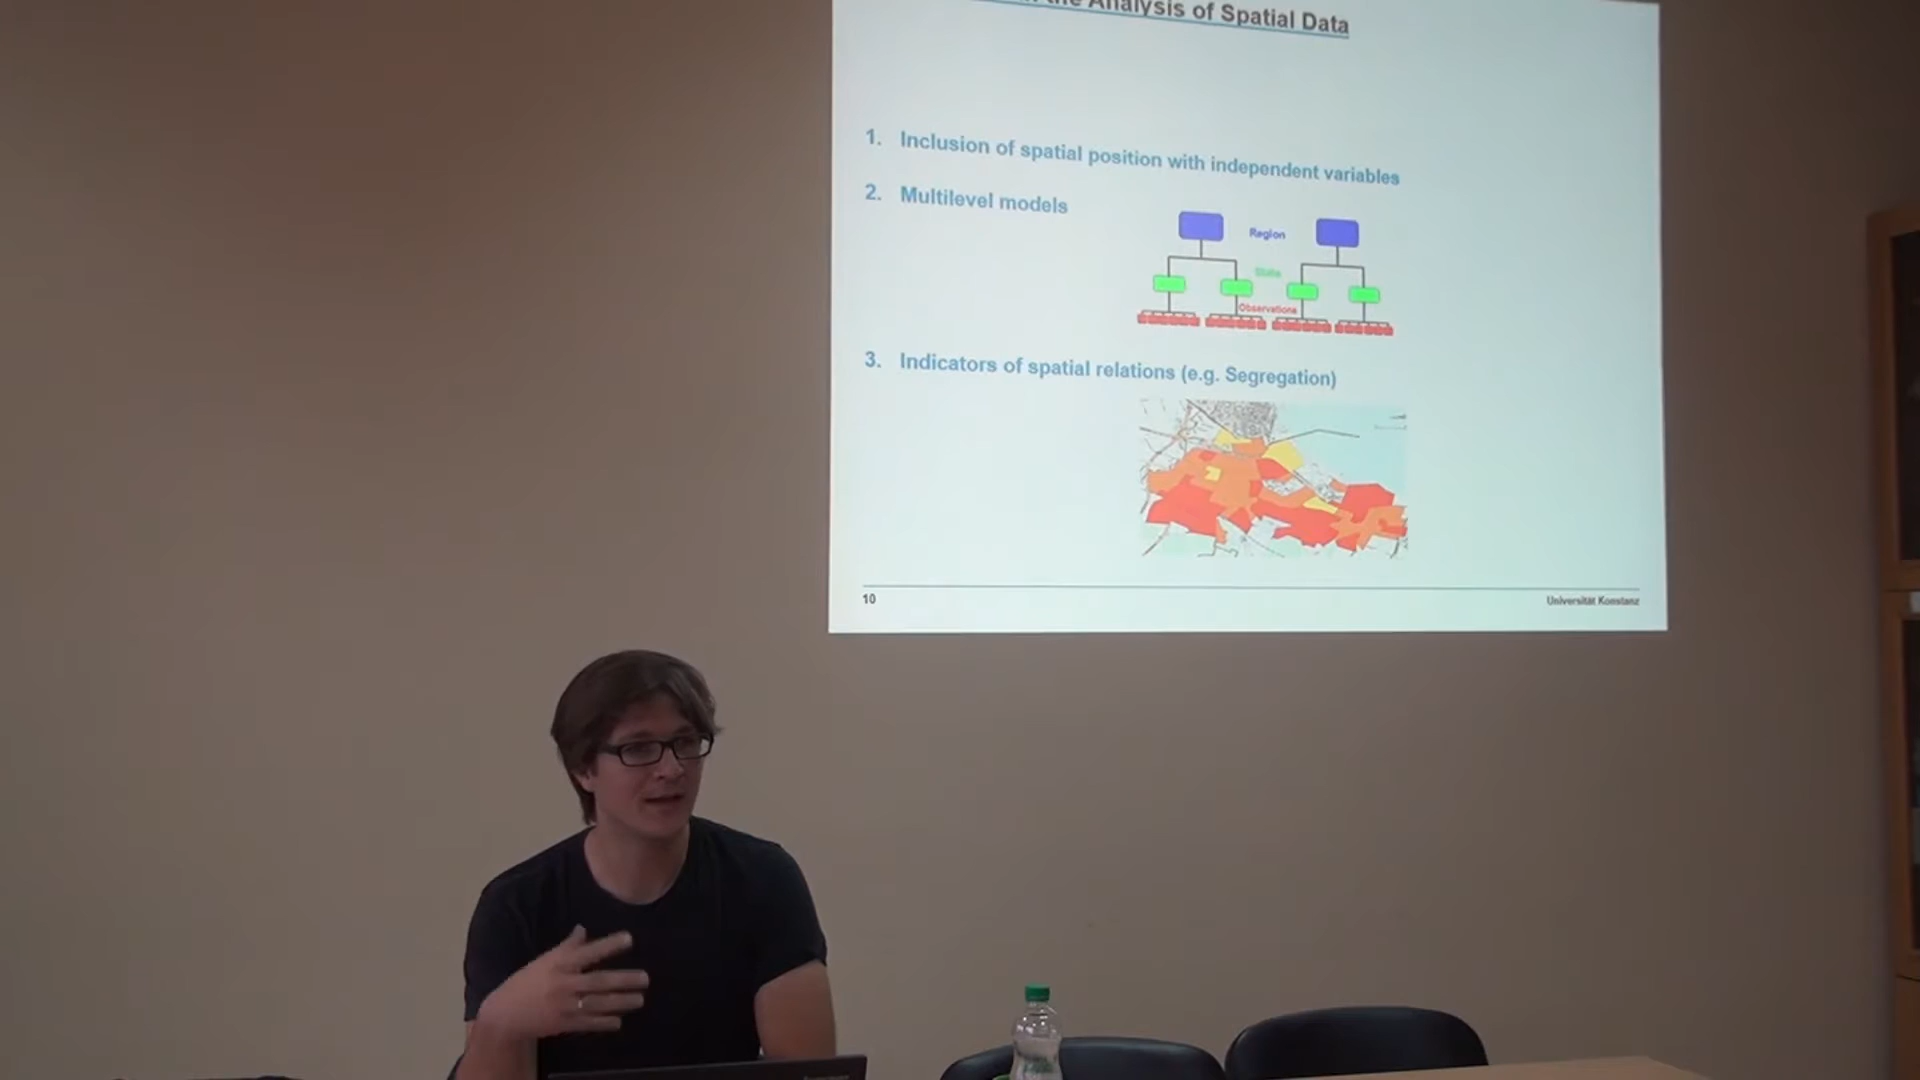 the Analysis of Spatial Data
1. Inclusion of spatial position with independent variables
2. Multilevel models
Region
Observations
3. Indicators of spatial relations (e.g. Segregation)
10
Universität Konstanz